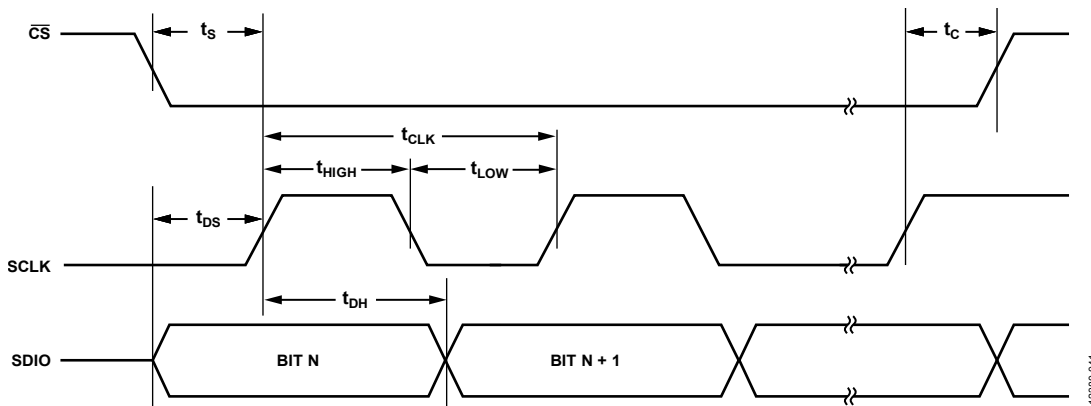 CS
tS
tC
tCLK
tHIGH
tLOW
tDS
SCLK
tDH
SDIO
BIT N
BIT N + 1